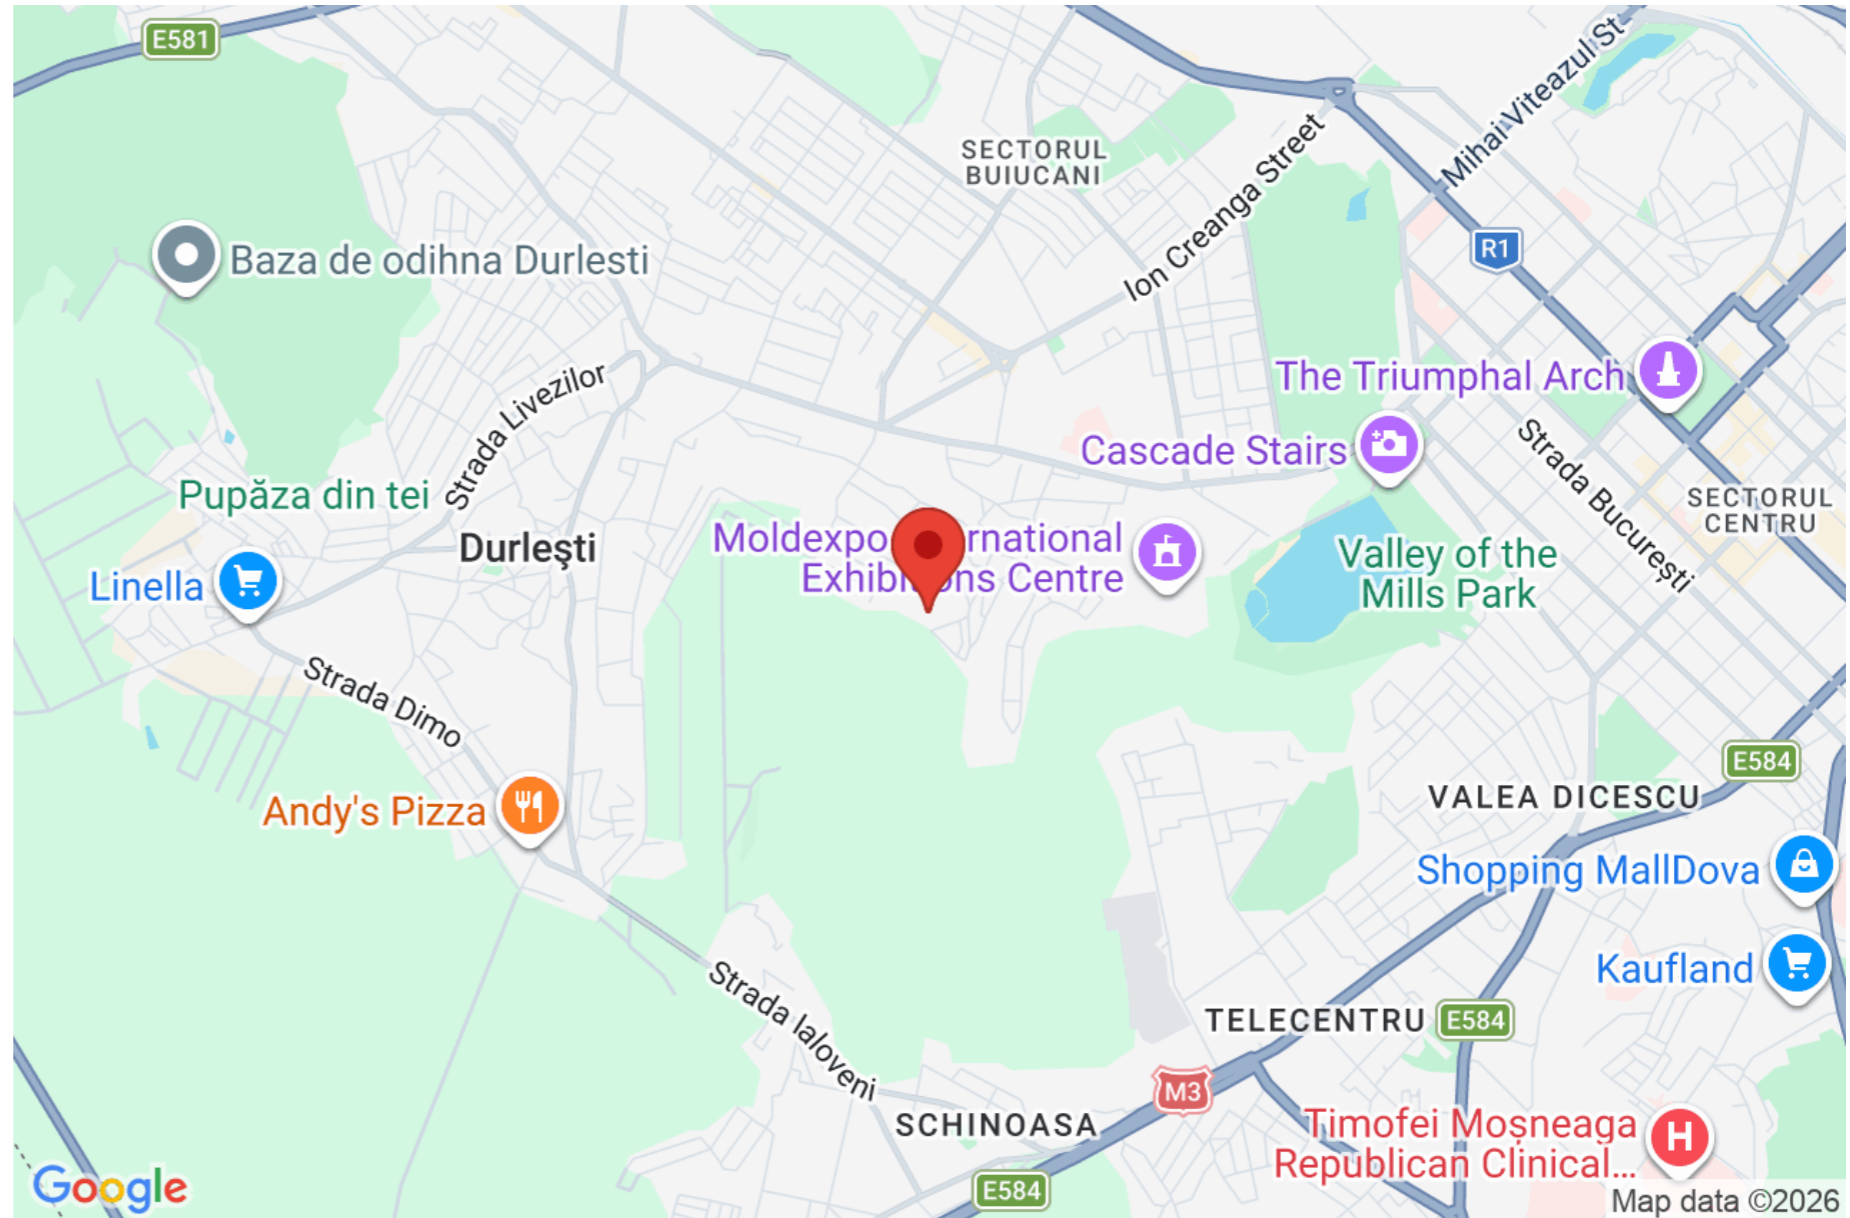 E581
Mihai Viteazul St
SECTORUL
BUIUCANI
Ion Creanga Street
R1
Baza de odihna Durlesti
The Triumphal Arch
Strada Livezilor
Cascade Stairs
Strada București
Pupăza din tei
SECTORUL
CENTRU
Durleşti
Moldexpo
rnational
Exhib
ns Centre
Valley of the
Mills Park
Linella
Strada Dimo
E584
VALEA DICESCU
Andy's Pizza
Shopping MallDova
Kaufland
Strada Ialoveni
TELECENTRU
E584
M3
SCHINOASA
Timofei Moșneaga
Republican Clinical...
E584
Google
Map data ©2026